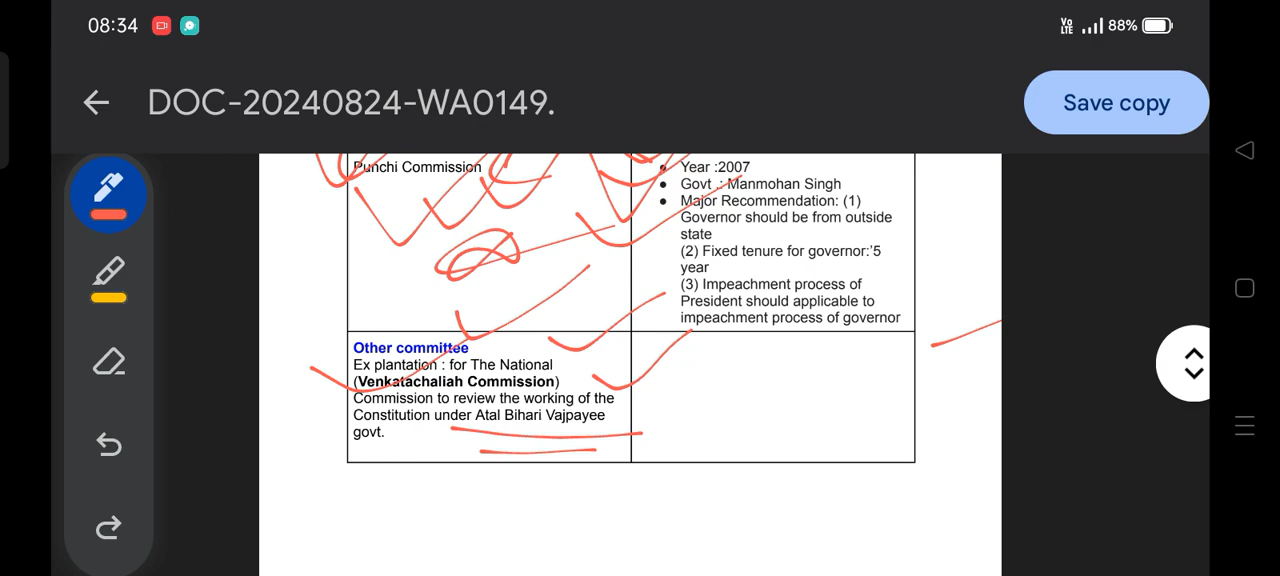 08:34
Vo LTE 88%
DOC-20240824-WA0149.
Save copy
Punchi Commission
● Year :2007
● Govt .: Manmohan Singh
● Major Recommendation: (1)
Governor should be from outside
state
(2) Fixed tenure for governor:'5
year
(3) Impeachment process of
President should applicable to
impeachment process of governor
Other committee
Ex plantation : for The National
(Venkatachaliah Commission)
Commission to review the working of the
Constitution under Atal Bihari Vajpayee
govt.